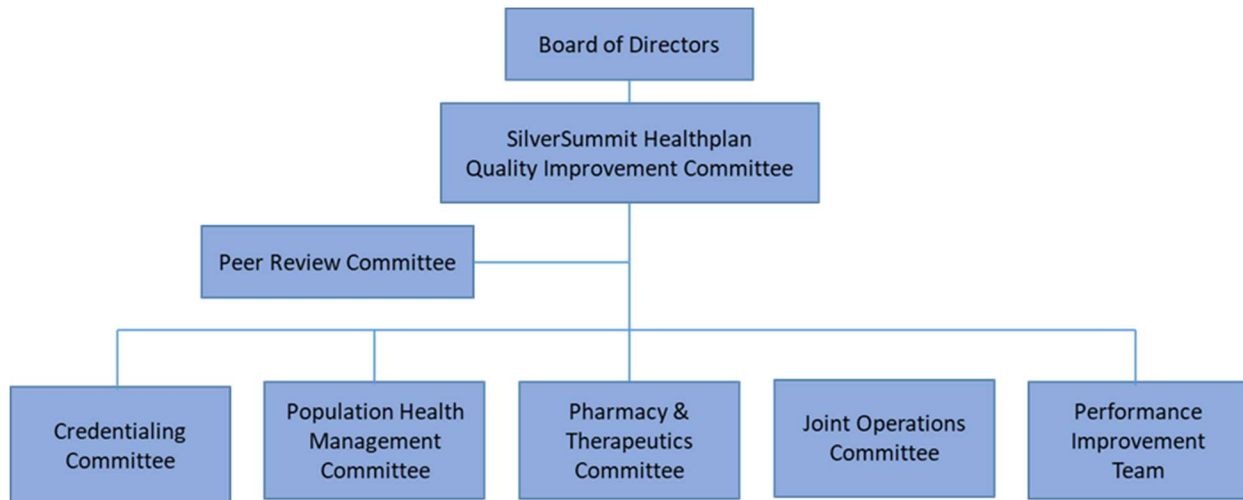 Board of Directors
SilverSummit Healthplan
Quality Improvement Committee
Peer Review Committee
Credentialing
Committee
Population Health
Management
Committee
Pharmacy &
Therapeutics
Committee
Joint Operations
Committee
Performance
Improvement
Team